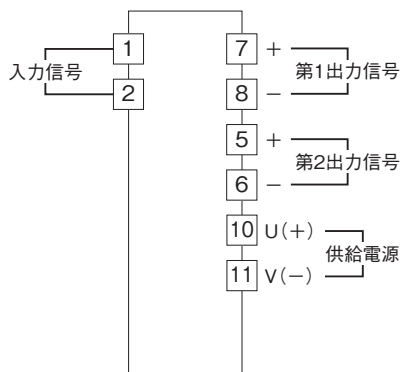 1
入力信号
2
7 +
第1出力信号
8 −
5 +
第2出力信号
6 −
10 U(+)
供給電源
11 V(−)